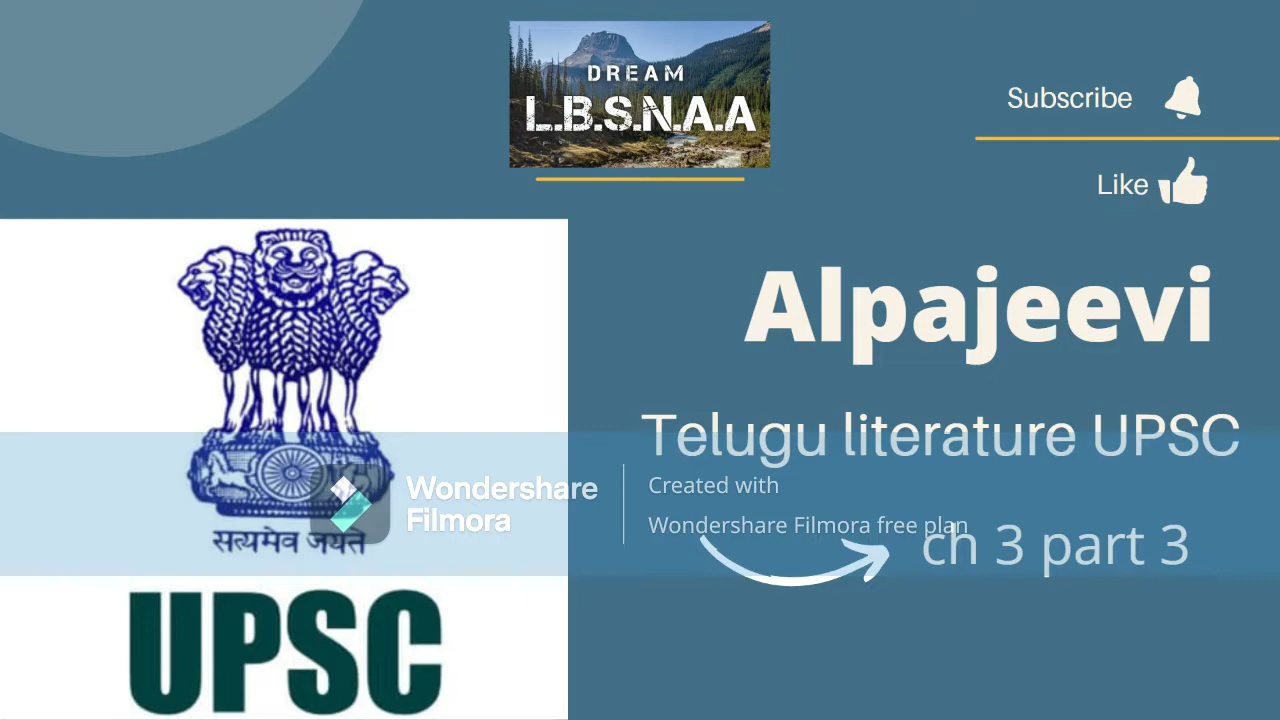 DREAM
L.B.S.N.A.A
Subscribe
Like
Alpajeevi
Telugu literature UPSC
Wondershare
Filmora
Created with
Wondershare Filmora free plan
ch 3 part 3
सत्यमेव जयते
UPSC